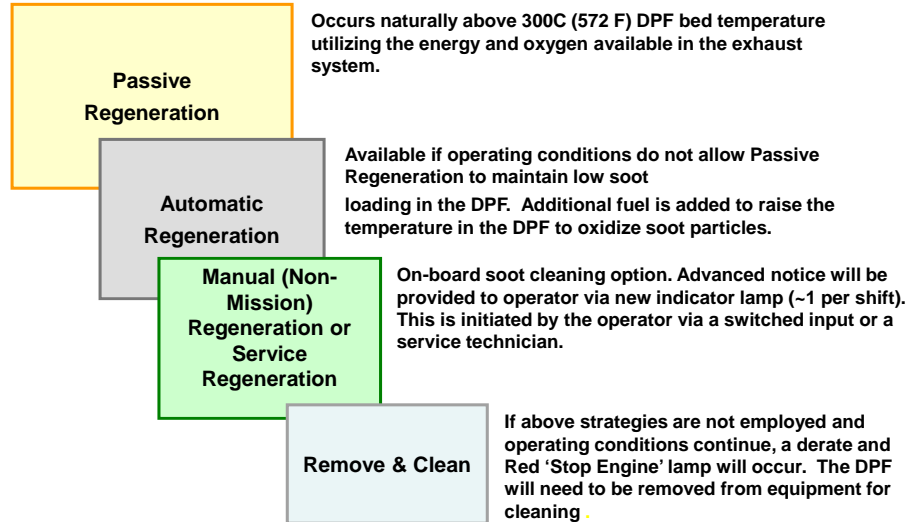 Passive
Regeneration
Occurs naturally above 300C (572 F) DPF bed temperature
utilizing the energy and oxygen available in the exhaust
system.
Automatic
Regeneration
Available if operating conditions do not allow Passive
Regeneration to maintain low soot
loading in the DPF. Additional fuel is added to raise the
temperature in the DPF to oxidize soot particles.
Manual (Non-
Mission)
Regeneration or
Service
Regeneration
On-board soot cleaning option. Advanced notice will be
provided to operator via new indicator lamp (~1 per shift).
This is initiated by the operator via a switched input or a
service technician.
Remove & Clean
If above strategies are not employed and
operating conditions continue, a derate and
Red ‘Stop Engine’ lamp will occur. The DPF
will need to be removed from equipment for
cleaning .